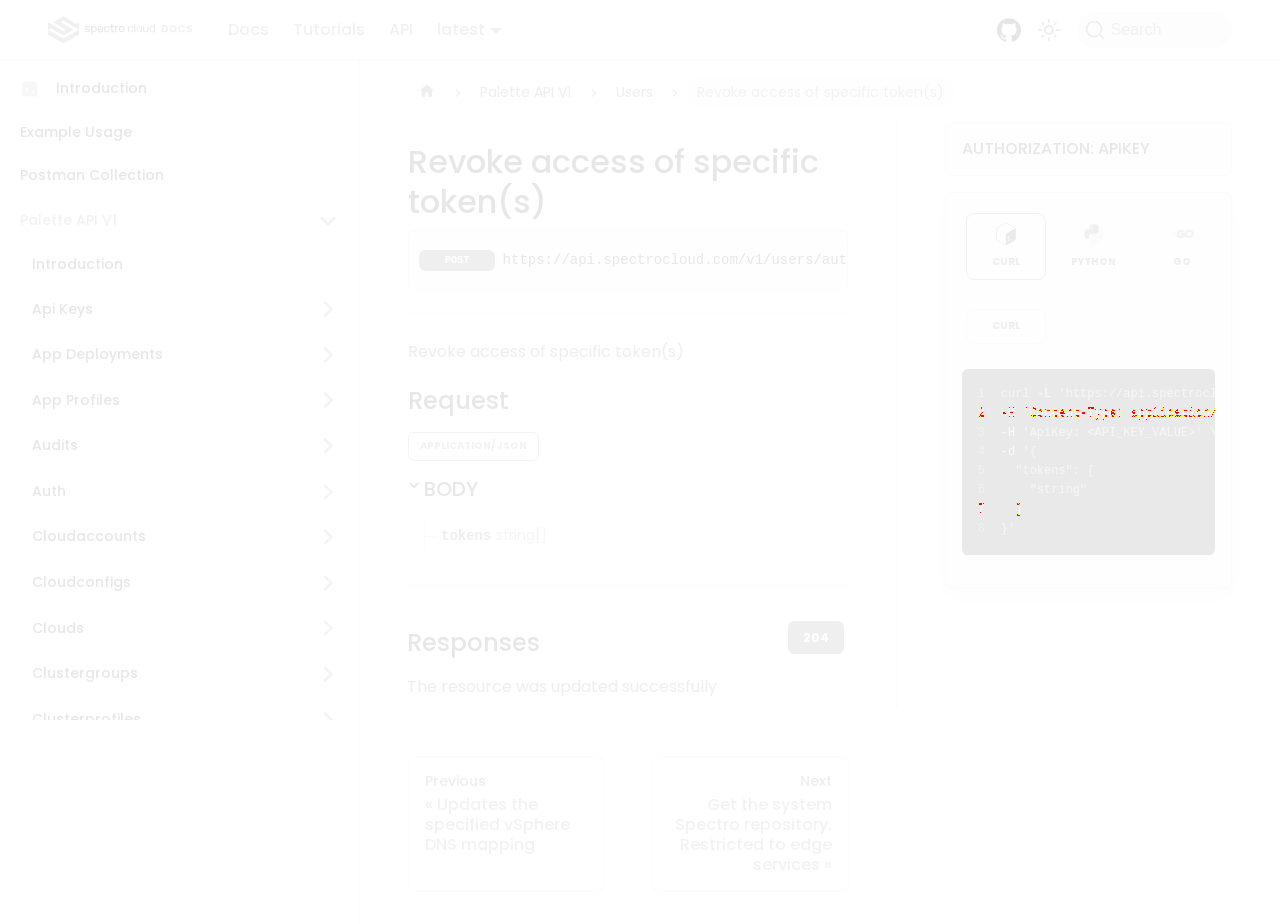 spectro cloud DOCS Docs Tutorials API latest Search
Introduction
Example Usage
Postman Collection
Palette API V1
Introduction
Api Keys
App Deployments
App Profiles
Audits
Auth
Cloudaccounts
Cloudconfigs
Clouds
Clustergroups
Clusterprofiles
Palette API V1 Users Revoke access of specific token(s)
Revoke access of specific
token(s)
POST https://api.spectrocloud.com/v1/users/aut
Revoke access of specific token(s)
Request
APPLICATION/JSON
BODY
tokens string[]
Responses
204
The resource was updated successfully
Previous
« Updates the
specified vSphere
DNS mapping
Next
Get the system
Spectro repository.
Restricted to edge
services »
AUTHORIZATION: APIKEY
CURL PYTHON GO
-GO
CURL
1 curl -L 'https://api.spectrocl
2 -H 'Content-Type: application/
3 -H 'ApiKey: <API_KEY_VALUE>' \
4 -d '{
5 "tokens": [
6 "string"
7 ]
8 }'